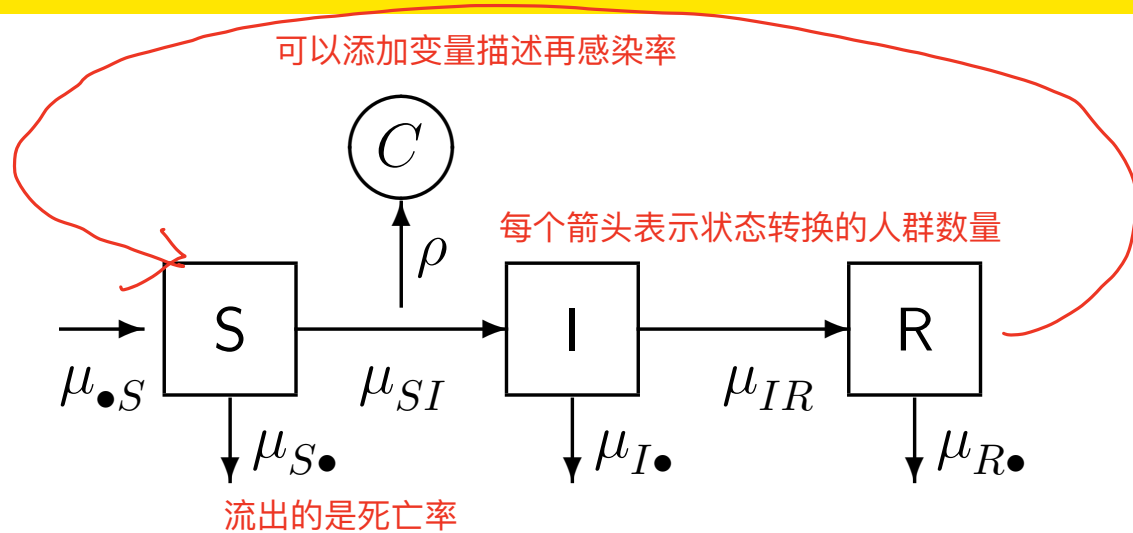 可以添加变量描述再感染率
C
每个箭头表示状态转换的人群数量
ρ
S
I
R
μ●S
μSI
μIR
μS●
μI●
μR●
流出的是死亡率